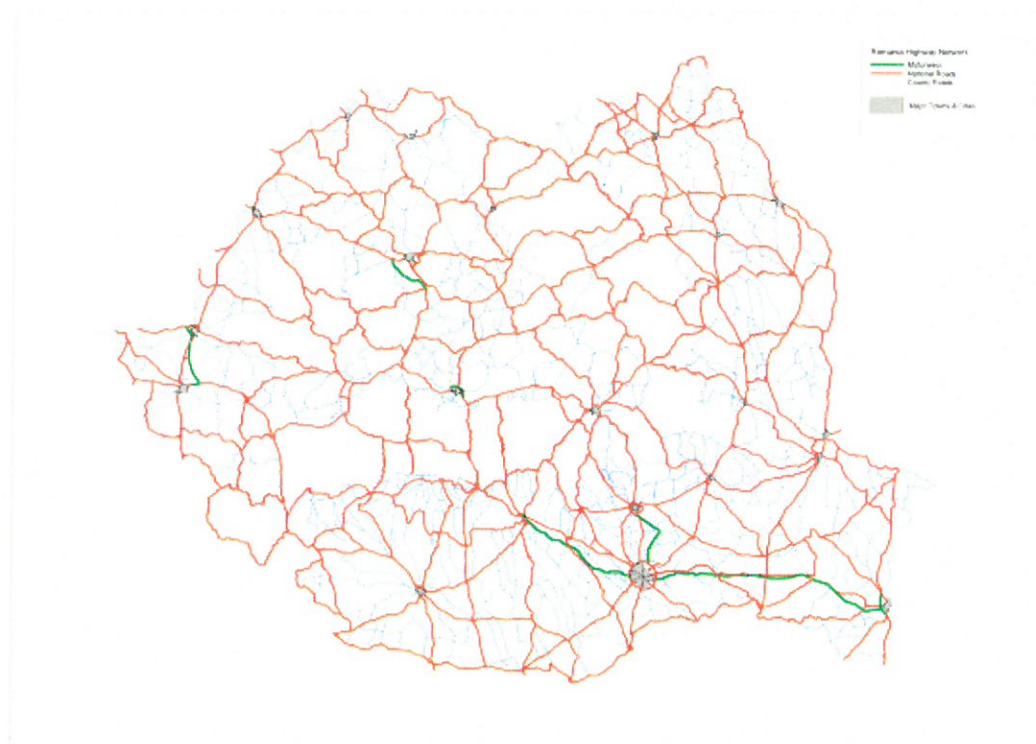 Romania Highway Network
Motorways
National Roads
County Roads
Major Towns & Cities